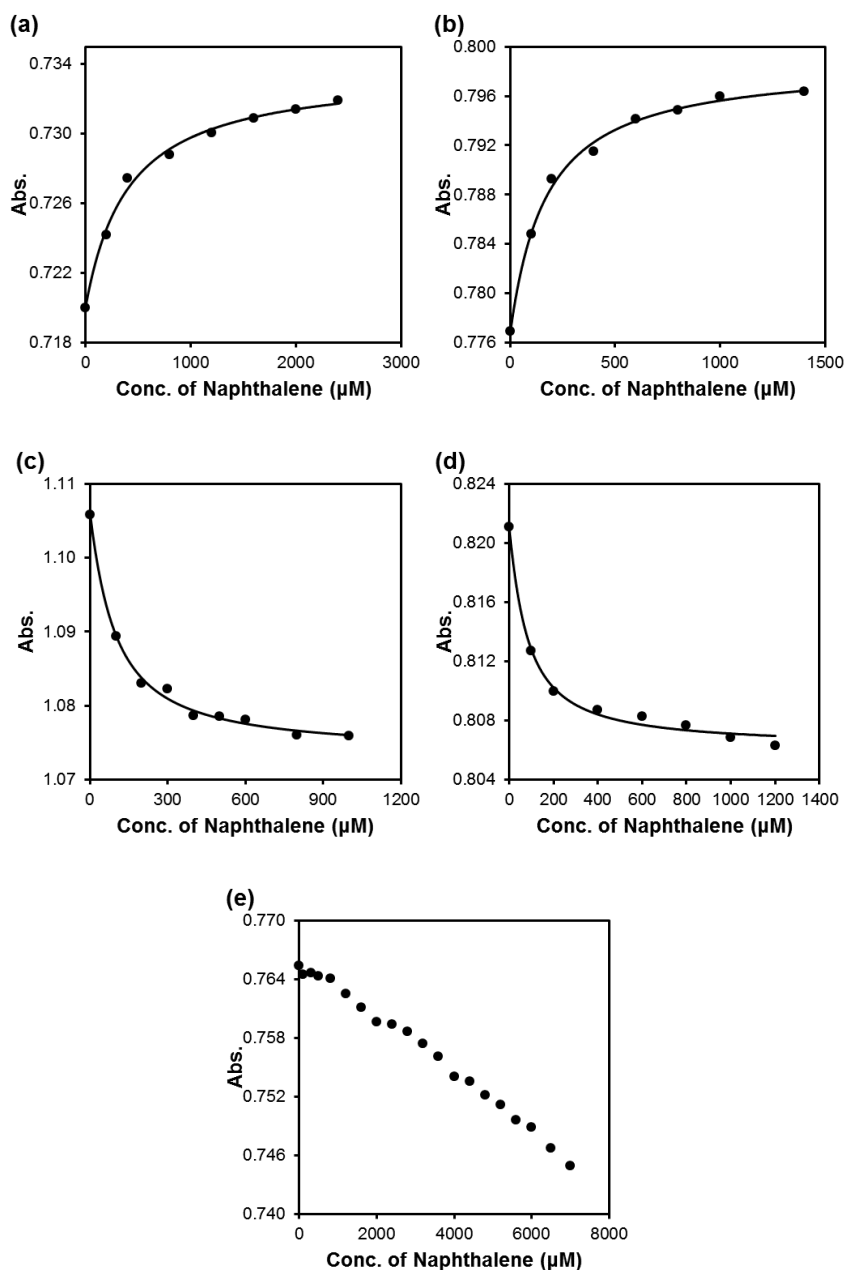 (a)
0.734
0.730
0.726
0.722
0.718
Abs.
0 1000 2000 3000
Conc. of Naphthalene (µM)
(b)
0.800
0.796
0.792
0.788
0.784
0.780
0.776
Abs.
0 500 1000 1500
Conc. of Naphthalene (µM)
(c)
1.11
1.10
1.09
1.08
1.07
Abs.
0 300 600 900 1200
Conc. of Naphthalene (µM)
(d)
0.824
0.820
0.816
0.812
0.808
0.804
Abs.
0 200 400 600 800 1000 1200 1400
Conc. of Naphthalene (µM)
(e)
0.770
0.764
0.758
0.752
0.746
0.740
Abs.
0 2000 4000 6000 8000
Conc. of Naphthalene (µM)